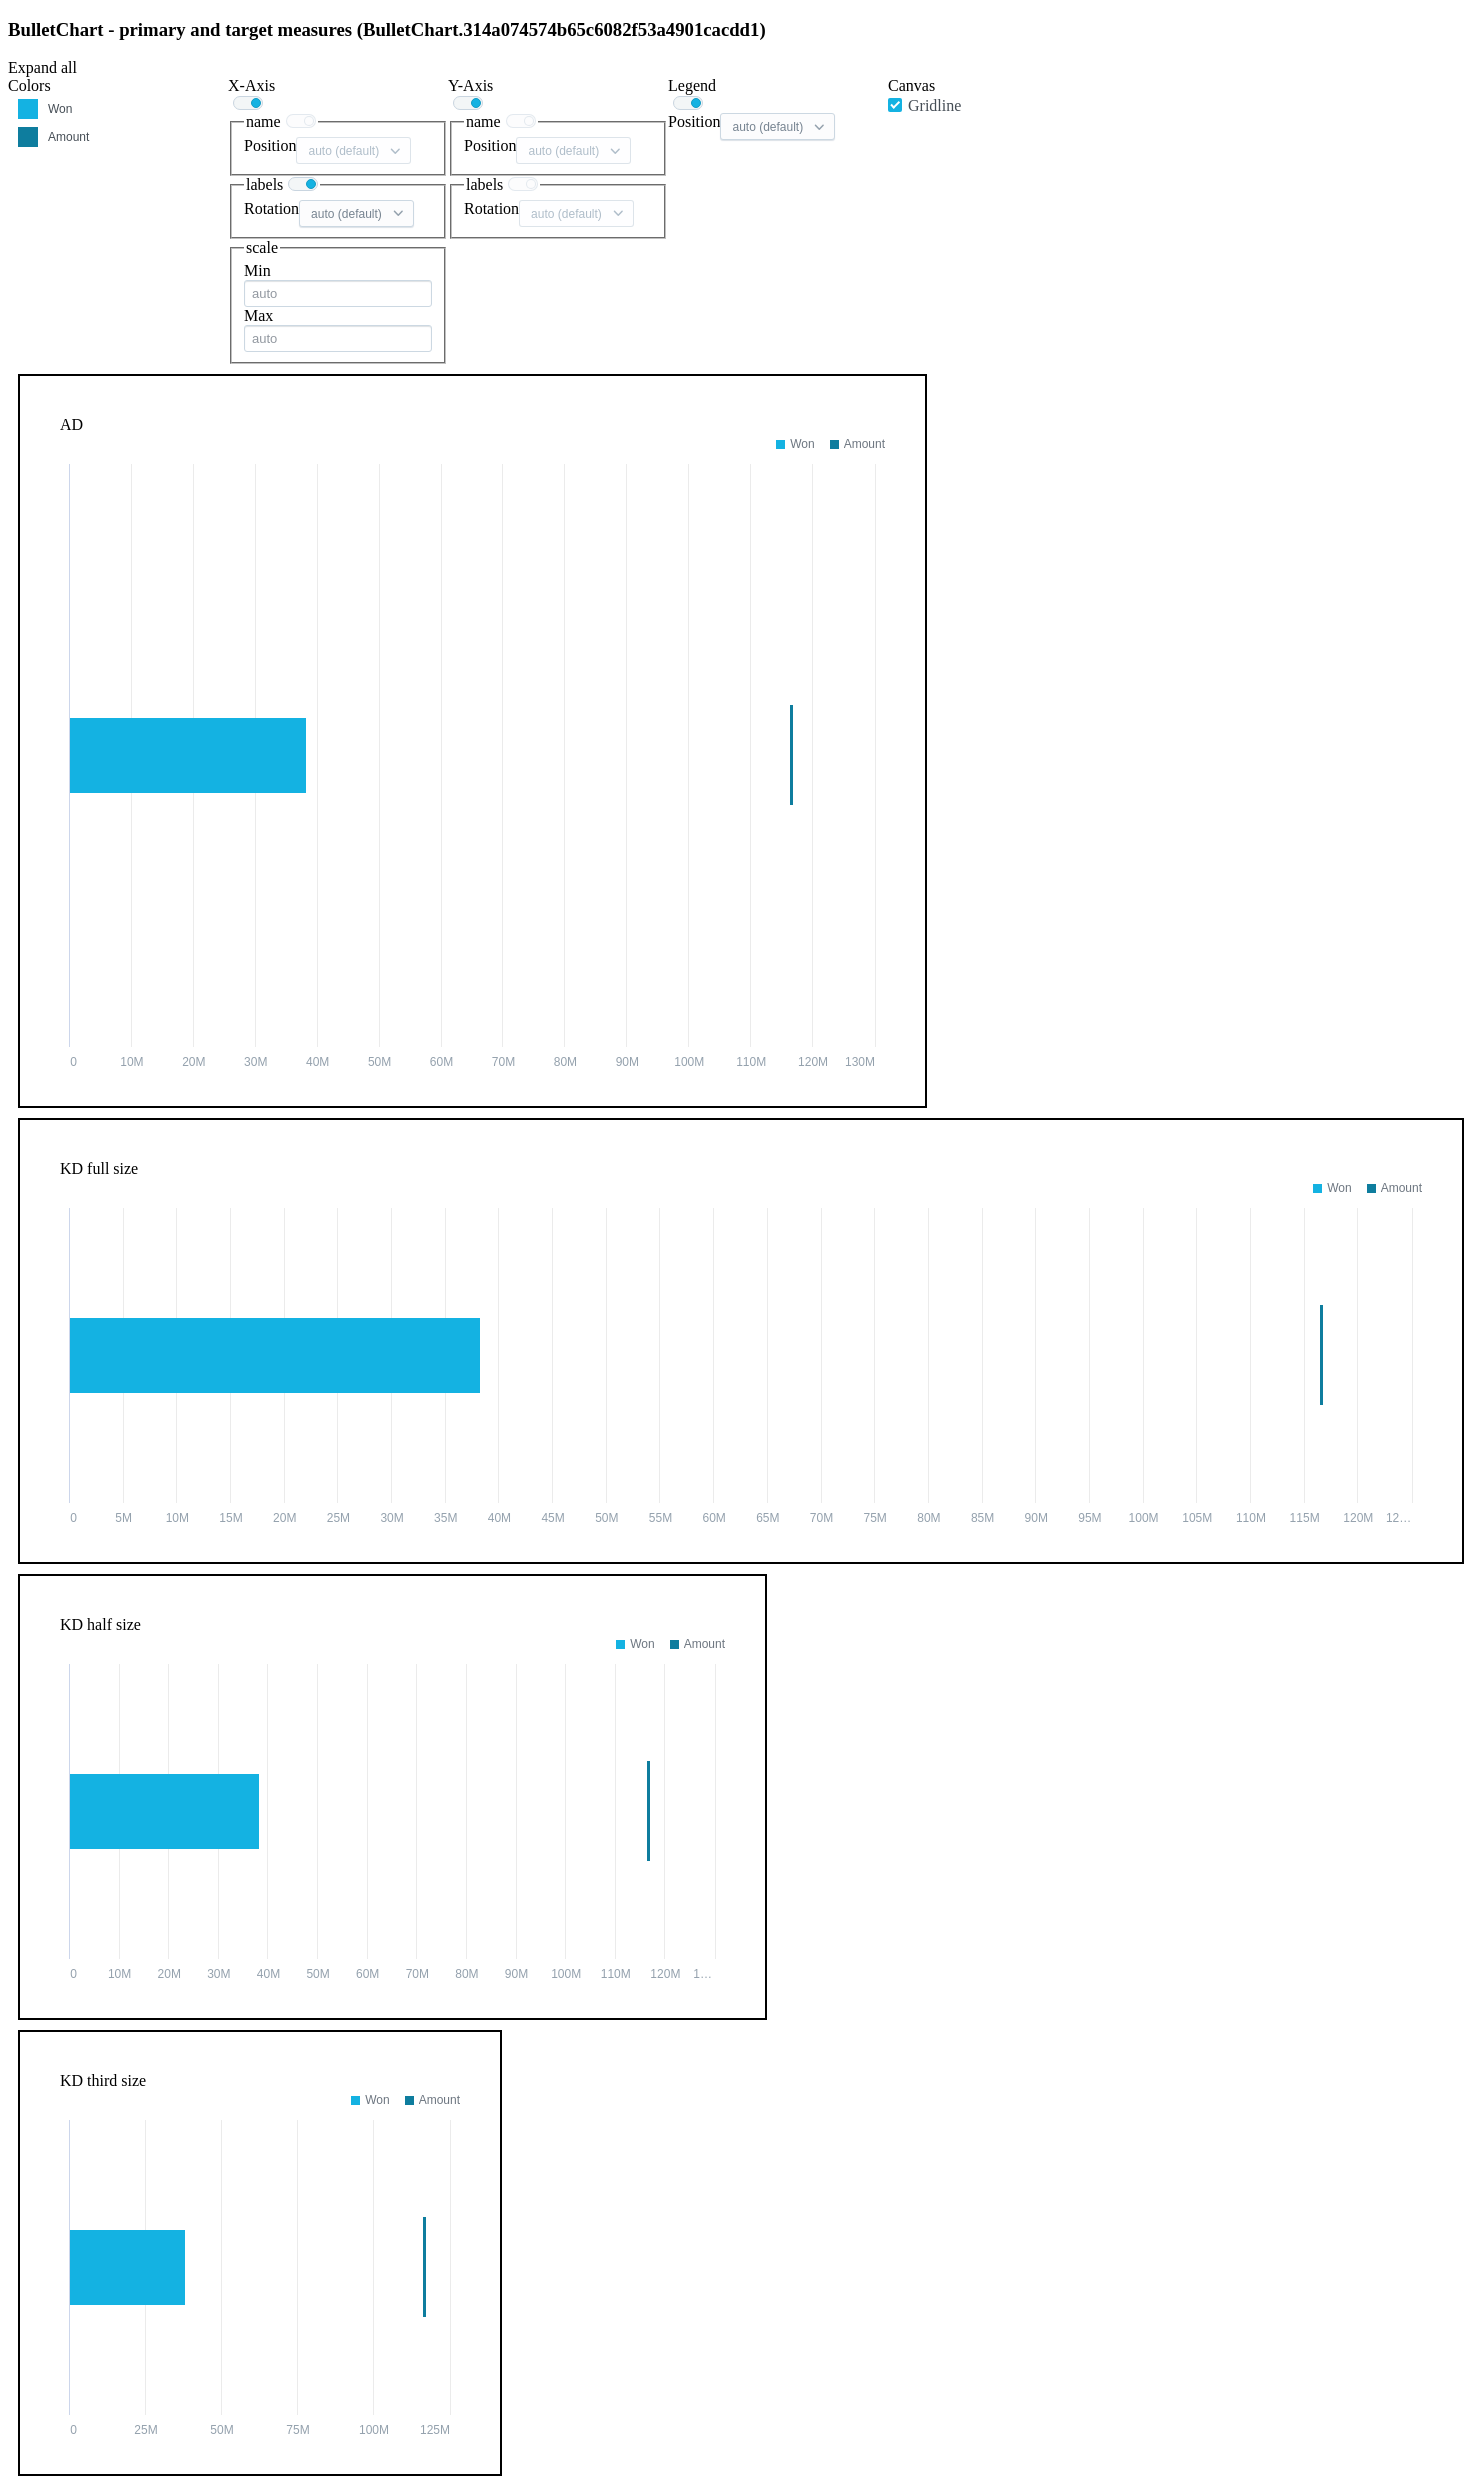 BulletChart - primary and target measures (BulletChart.314a074574b65c6082f53a4901cacdd1)
Expand all
Colors
Won
Amount
X-Axis
name
Position auto (default)
labels
Rotation auto (default)
scale
Min
auto
Max
auto
Y-Axis
name
Position auto (default)
labels
Rotation auto (default)
Legend
Position auto (default)
Canvas
Gridline
AD
Won Amount
0 10M 20M 30M 40M 50M 60M 70M 80M 90M 100M 110M 120M 130M
KD full size
Won Amount
0 5M 10M 15M 20M 25M 30M 35M 40M 45M 50M 55M 60M 65M 70M 75M 80M 85M 90M 95M 100M 105M 110M 115M 120M 12…
KD half size
Won Amount
0 10M 20M 30M 40M 50M 60M 70M 80M 90M 100M 110M 120M 1…
KD third size
Won Amount
0 25M 50M 75M 100M 125M